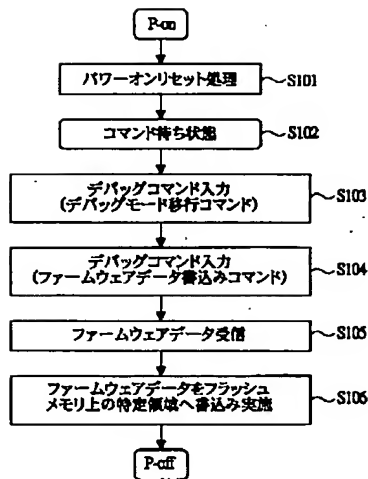 P-on
パワーオンリセット処理
S101
コマンド待ち状態
S102
デバッグコマンド入力
(デバッグモード移行コマンド)
S103
デバッグコマンド入力
(ファームウェアデータ書込みコマンド)
S104
ファームウェアデータ受信
S105
ファームウェアデータをフラッシュ
メモリ上の特定領域へ書込み実施
S106
P-off